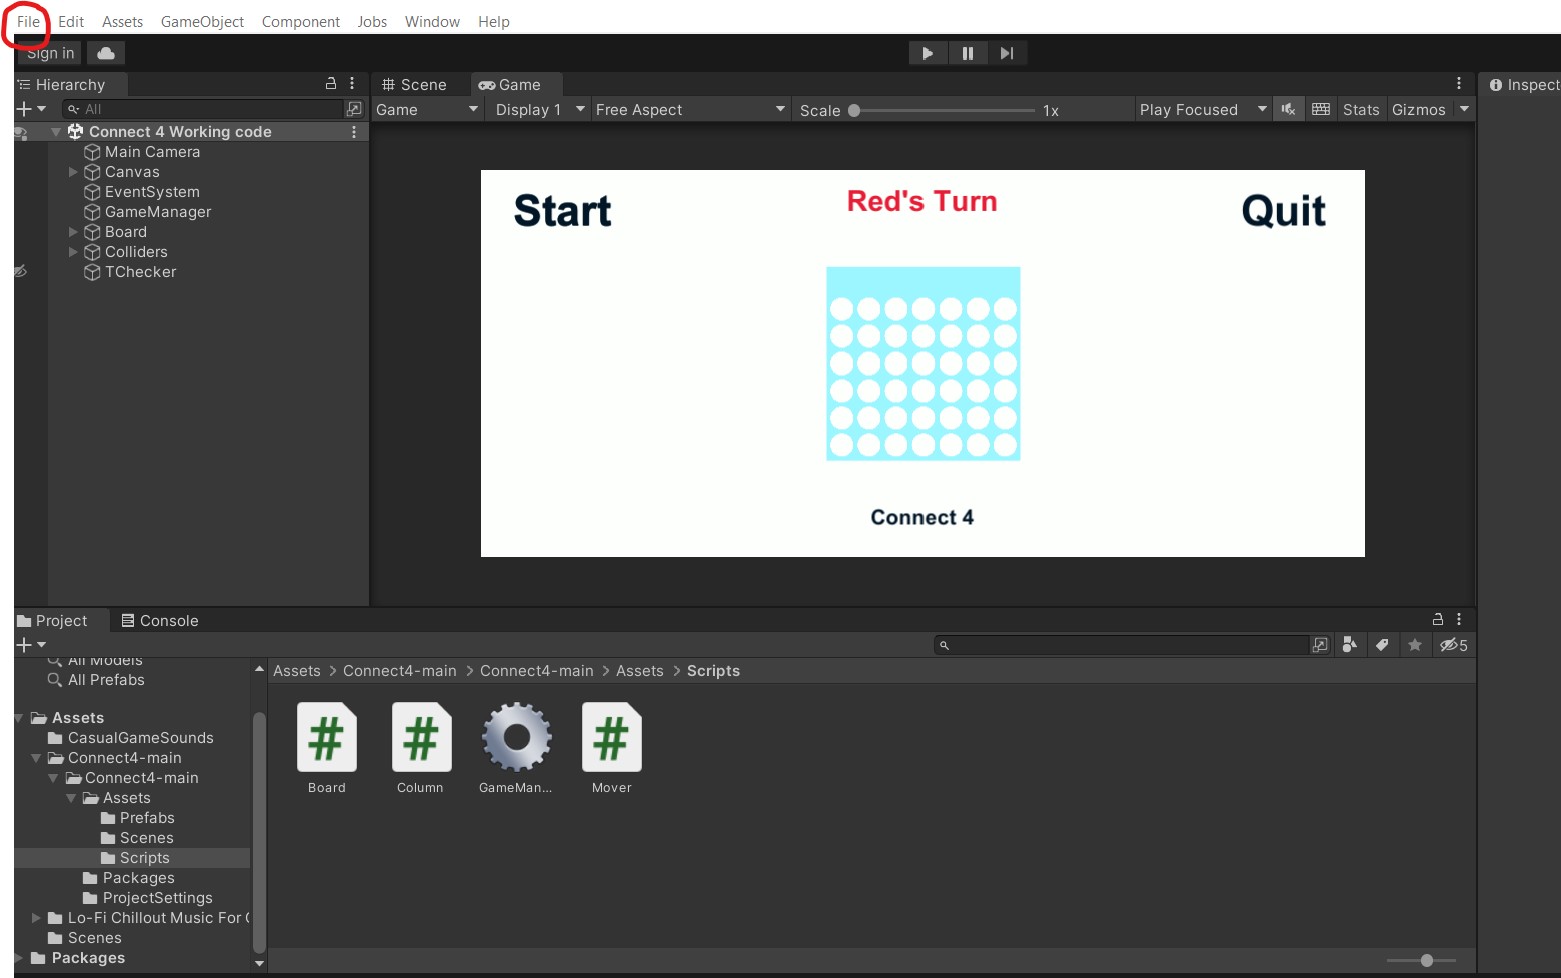 File Edit Assets GameObject Component Jobs Window Help
Sign in
Hierarchy
All
Connect 4 Working code
Main Camera
Canvas
EventSystem
GameManager
Board
Colliders
TChecker
Scene Game
Game Display 1 Free Aspect Scale 1x Play Focused Stats Gizmos
Start Red's Turn Quit
Connect 4
Inspect
Project Console
5
All Models
All Prefabs
Assets
CasualGameSounds
Connect4-main
Connect4-main
Assets
Prefabs
Scenes
Scripts
Packages
ProjectSettings
Lo-Fi Chillout Music For
Scenes
Packages
Assets > Connect4-main > Connect4-main > Assets > Scripts
Board Column GameMan... Mover